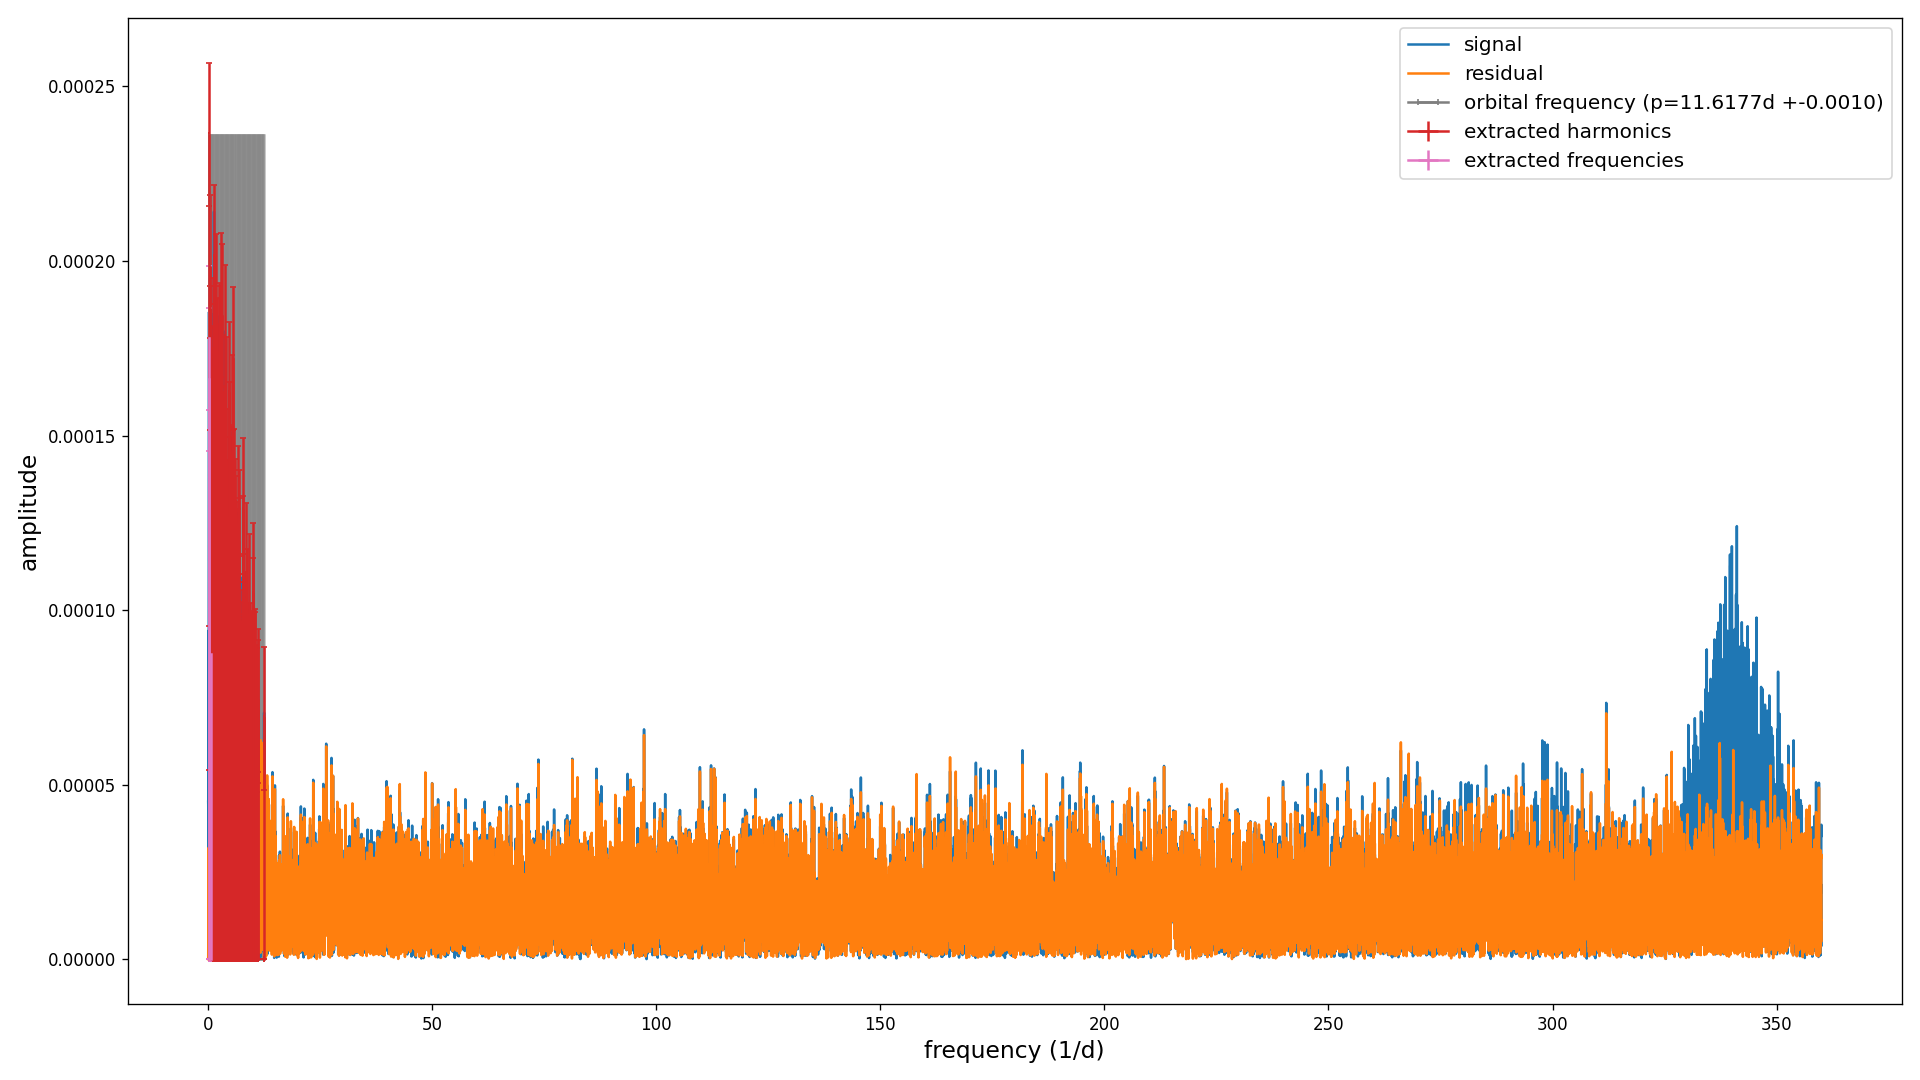 signal
residual
orbital frequency (p=11.6177d +-0.0010)
extracted harmonics
extracted frequencies
0.00025
0.00020
0.00015
0.00010
0.00005
0.00000
amplitude
0 50 100 150 200 250 300 350
frequency (1/d)